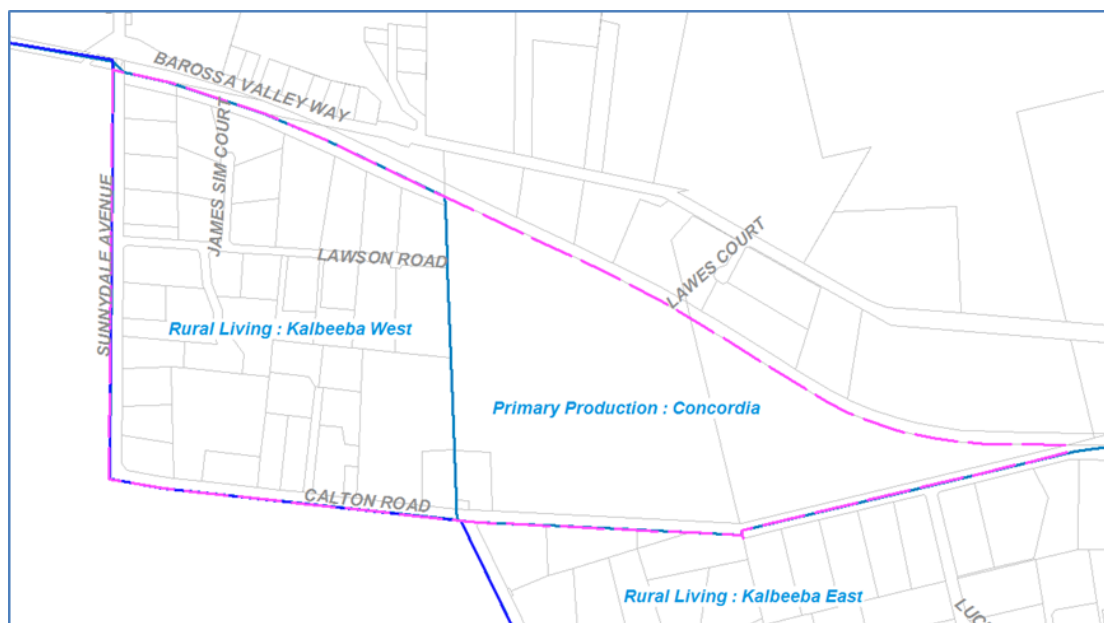 BAROSSA VALLEY WAY
JAMES SIM COURT
SUNNYDALE AVENUE
LAWSON ROAD
LAWES COURT
Rural Living : Kalbeeba West
Primary Production : Concordia
CALTON ROAD
Rural Living : Kalbeeba East